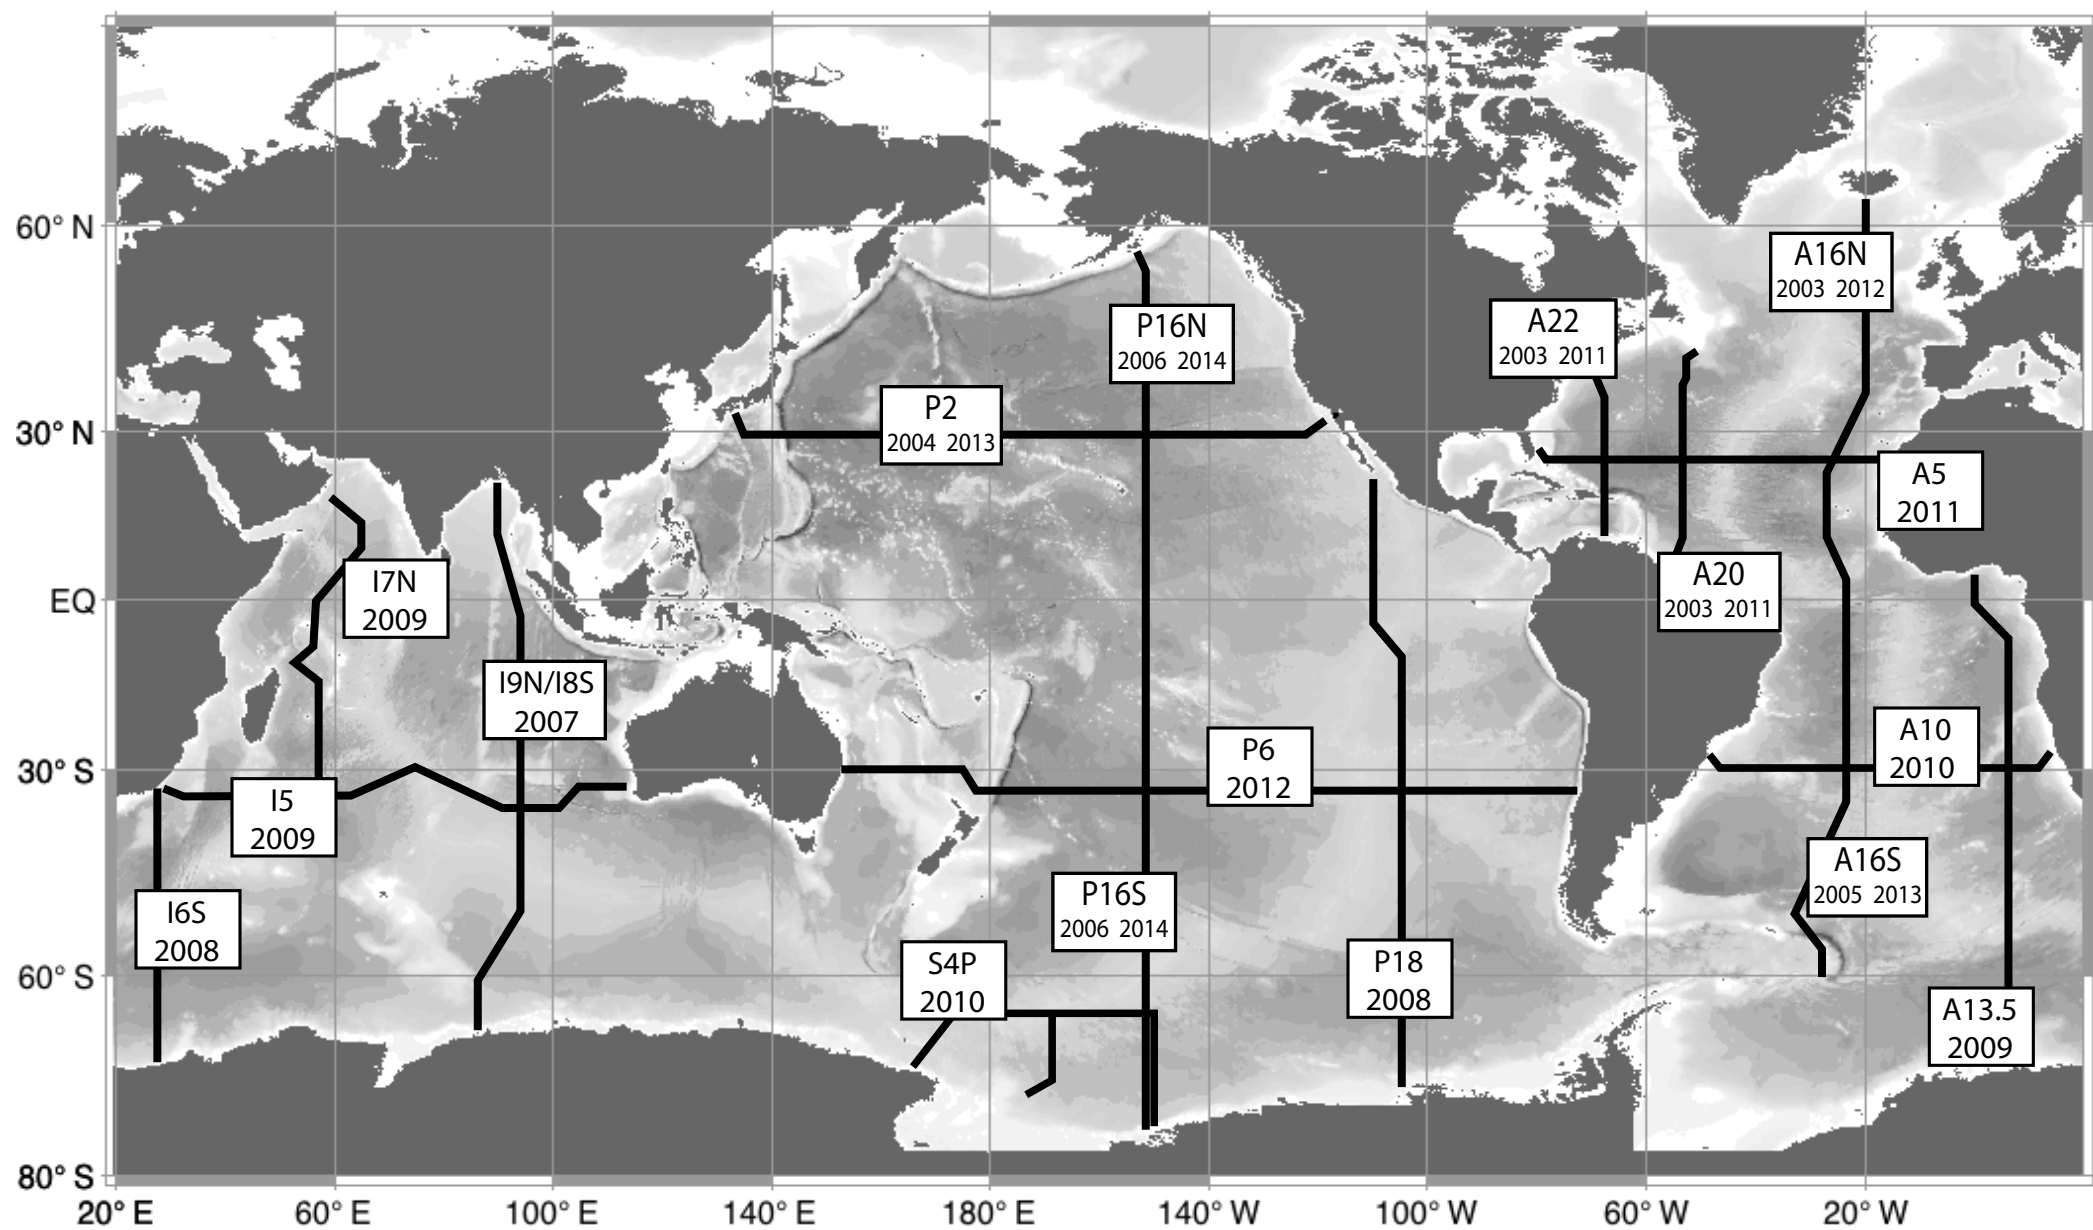 60° N
A16N
2003 2012
A22
2003 2011
P16N
2006 2014
P2
2004 2013
30° N
A5
2011
I7N
2009
A20
2003 2011
EQ
I9N/I8S
2007
A10
2010
P6
2012
30° S
I5
2009
A16S
2005 2013
P16S
2006 2014
I6S
2008
S4P
2010
P18
2008
60° S
A13.5
2009
80° S
20° E
60° E
100° E
140° E
180° E
140° W
100° W
60° W
20° W